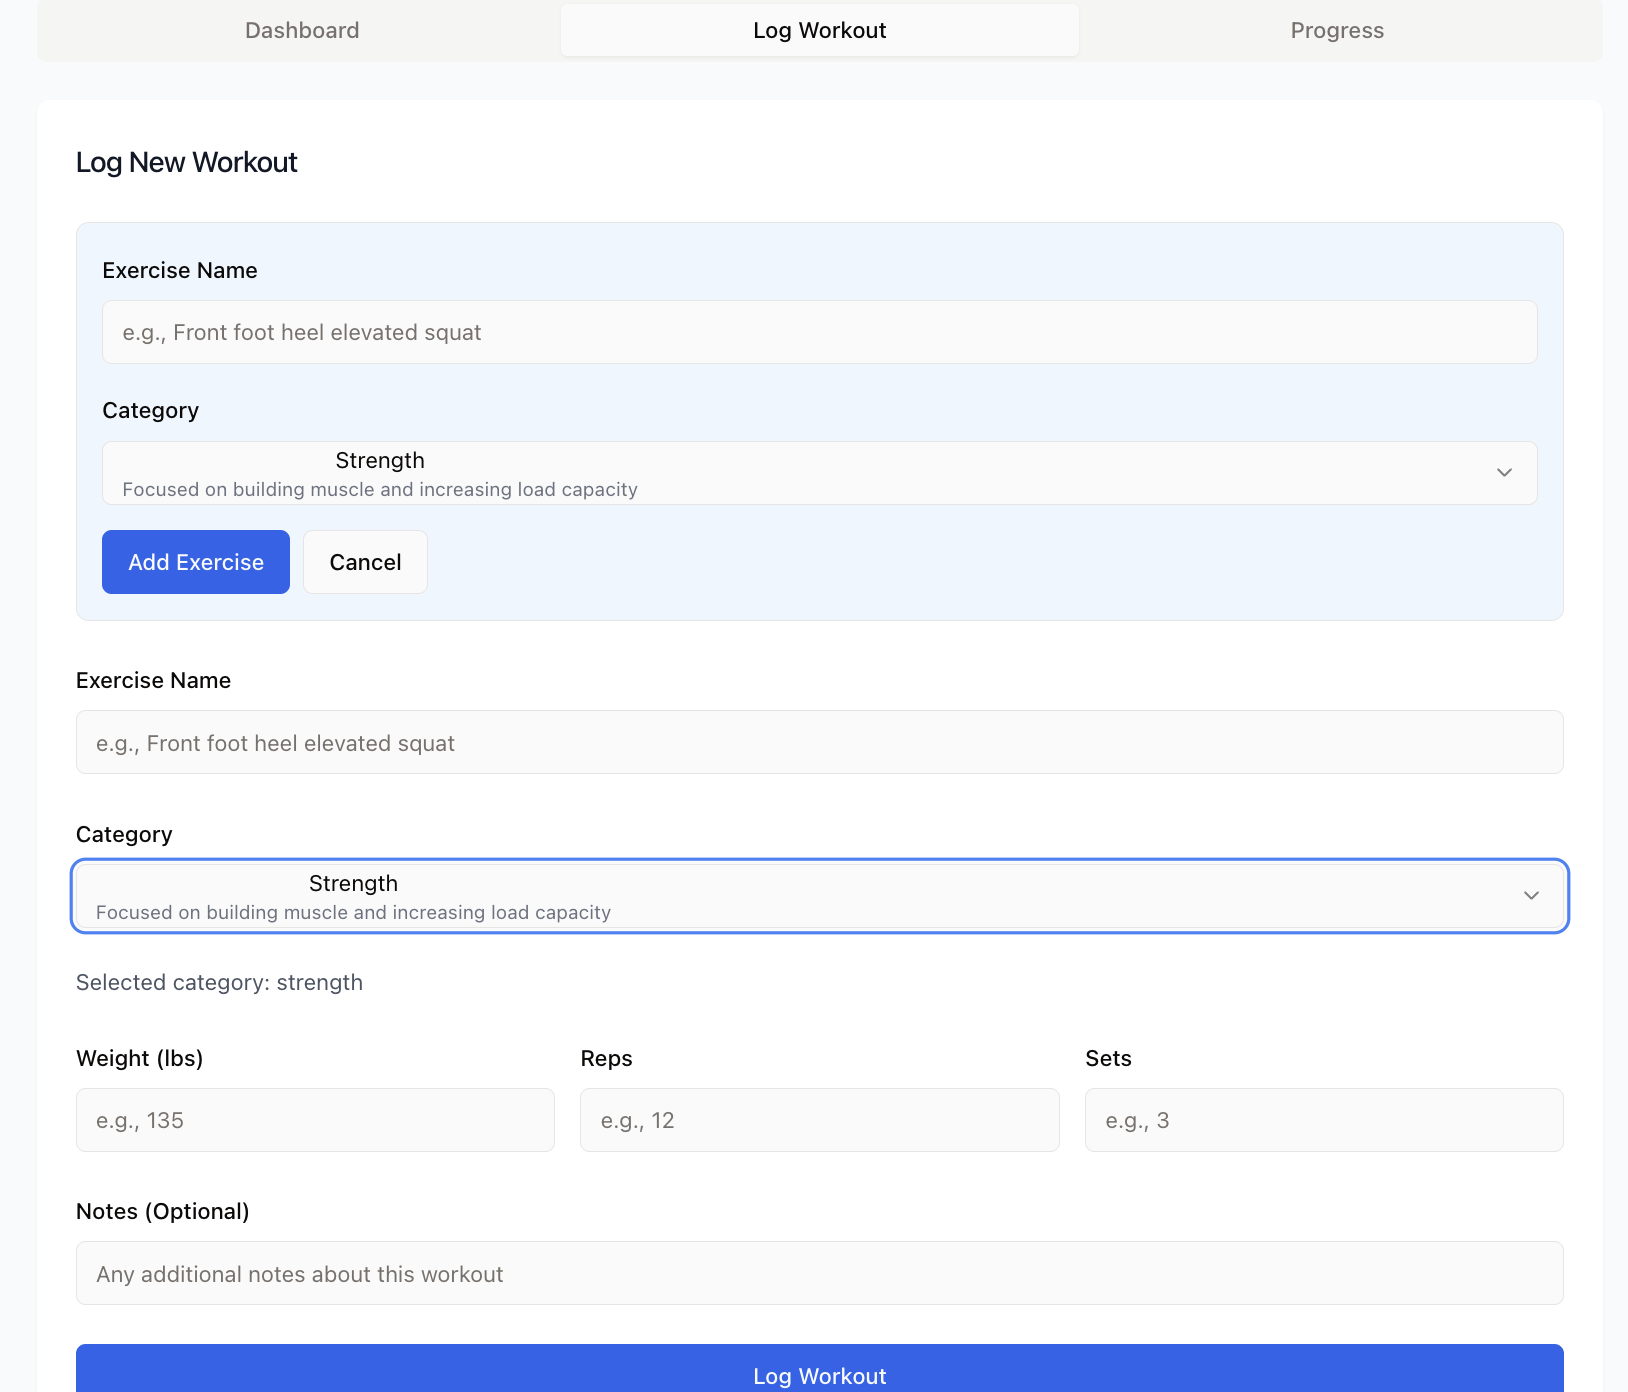 Dashboard
Log Workout
Progress
Log New Workout
Exercise Name
e.g., Front foot heel elevated squat
Category
Strength
Focused on building muscle and increasing load capacity
Add Exercise
Cancel
Exercise Name
e.g., Front foot heel elevated squat
Category
Strength
Focused on building muscle and increasing load capacity
Selected category: strength
Weight (lbs)
Reps
Sets
e.g., 135
e.g., 12
e.g., 3
Notes (Optional)
Any additional notes about this workout
Log Workout